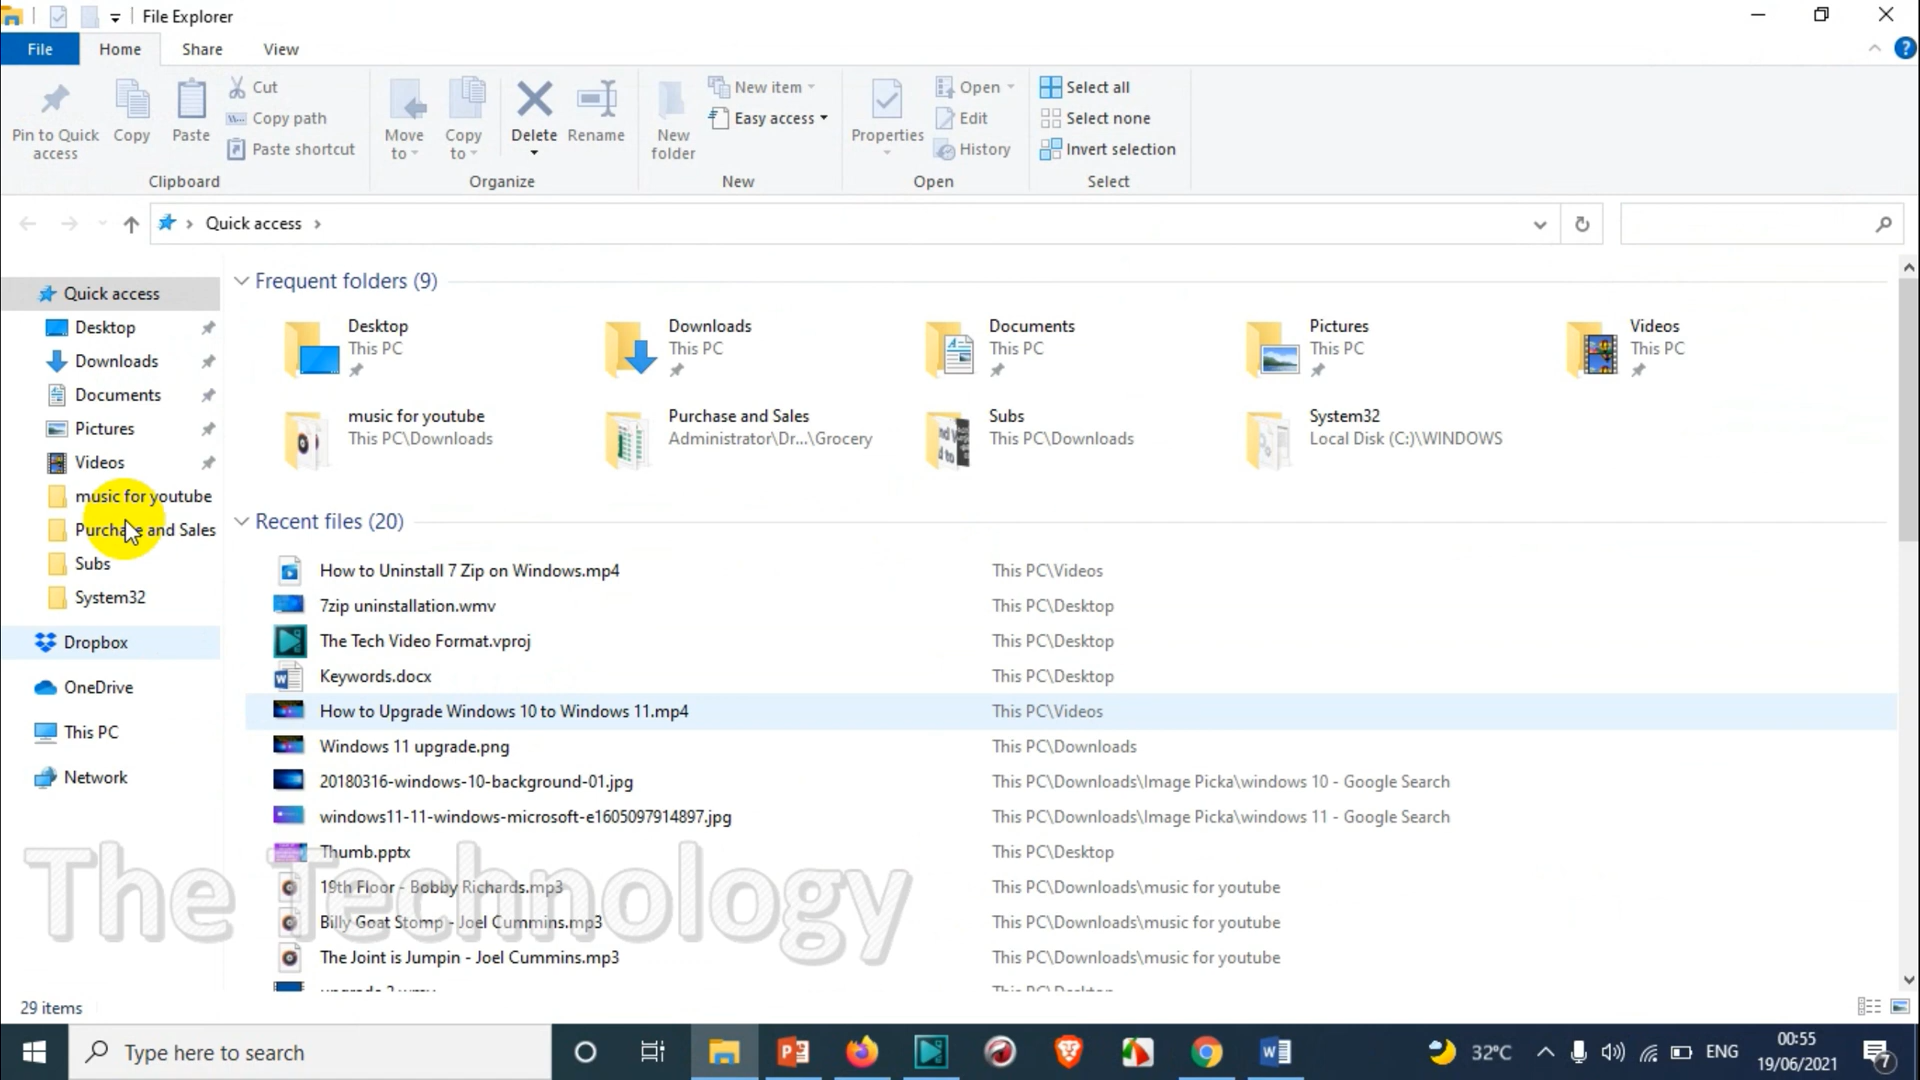 File Explorer
File Home Share View
Pin to Quick access
Copy
Paste
Cut
Copy path
Paste shortcut
Clipboard
Move to
Copy to
Delete
Rename
Organize
New folder
New item
Easy access
New
Properties
Open
Edit
History
Open
Select all
Select none
Invert selection
Select
Quick access
Quick access
Desktop
Downloads
Documents
Pictures
Videos
music for youtube
Purchase and Sales
Subs
System32
Dropbox
OneDrive
This PC
Network
Frequent folders (9)
Desktop
This PC
Downloads
This PC
Documents
This PC
Pictures
This PC
Videos
This PC
music for youtube
This PC\Downloads
Purchase and Sales
Administrator\Dr...\Grocery
Subs
This PC\Downloads
System32
Local Disk (C:)\WINDOWS
Recent files (20)
How to Uninstall 7 Zip on Windows.mp4 This PC\Videos
7zip uninstallation.wmv This PC\Desktop
The Tech Video Format.vproj This PC\Desktop
Keywords.docx This PC\Desktop
How to Upgrade Windows 10 to Windows 11.mp4 This PC\Videos
Windows 11 upgrade.png This PC\Downloads
20180316-windows-10-background-01.jpg This PC\Downloads\Image Picka\windows 10 - Google Search
windows11-11-windows-microsoft-e1605097914897.jpg This PC\Downloads\Image Picka\windows 11 - Google Search
Thumb.pptx This PC\Desktop
19th Floor - Bobby Richards.mp3 This PC\Downloads\music for youtube
Billy Goat Stomp - Joel Cummins.mp3 This PC\Downloads\music for youtube
The Joint is Jumpin - Joel Cummins.mp3 This PC\Downloads\music for youtube
The Technology
29 items
Type here to search
32°C
ENG
00:55
19/06/2021
7